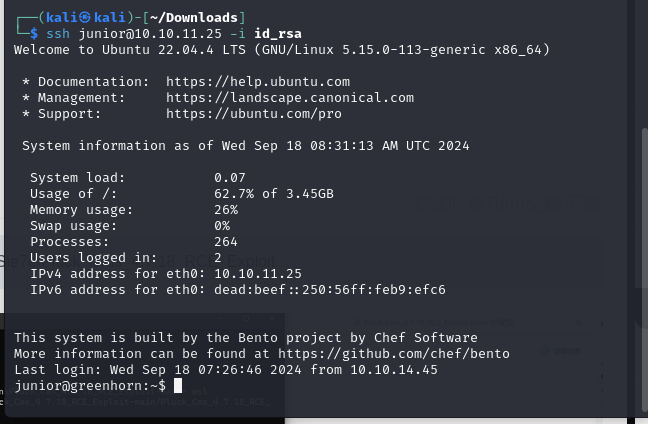 ┌──(kali㉿kali)-[~/Downloads]
└─$ ssh junior@10.10.11.25 -i id_rsa
Welcome to Ubuntu 22.04.4 LTS (GNU/Linux 5.15.0-113-generic x86_64)
* Documentation: https://help.ubuntu.com
* Management: https://landscape.canonical.com
* Support: https://ubuntu.com/pro
System information as of Wed Sep 18 08:31:13 AM UTC 2024
System load: 0.07
Usage of /: 62.7% of 3.45GB
Memory usage: 26%
Swap usage: 0%
Processes: 264
Users logged in: 2
IPv4 address for eth0: 10.10.11.25
IPv6 address for eth0: dead:beef::250:56ff:feb9:efc6
This system is built by the Bento project by Chef Software
More information can be found at https://github.com/chef/bento
Last login: Wed Sep 18 07:26:46 2024 from 10.10.14.45
junior@greenhorn:~$